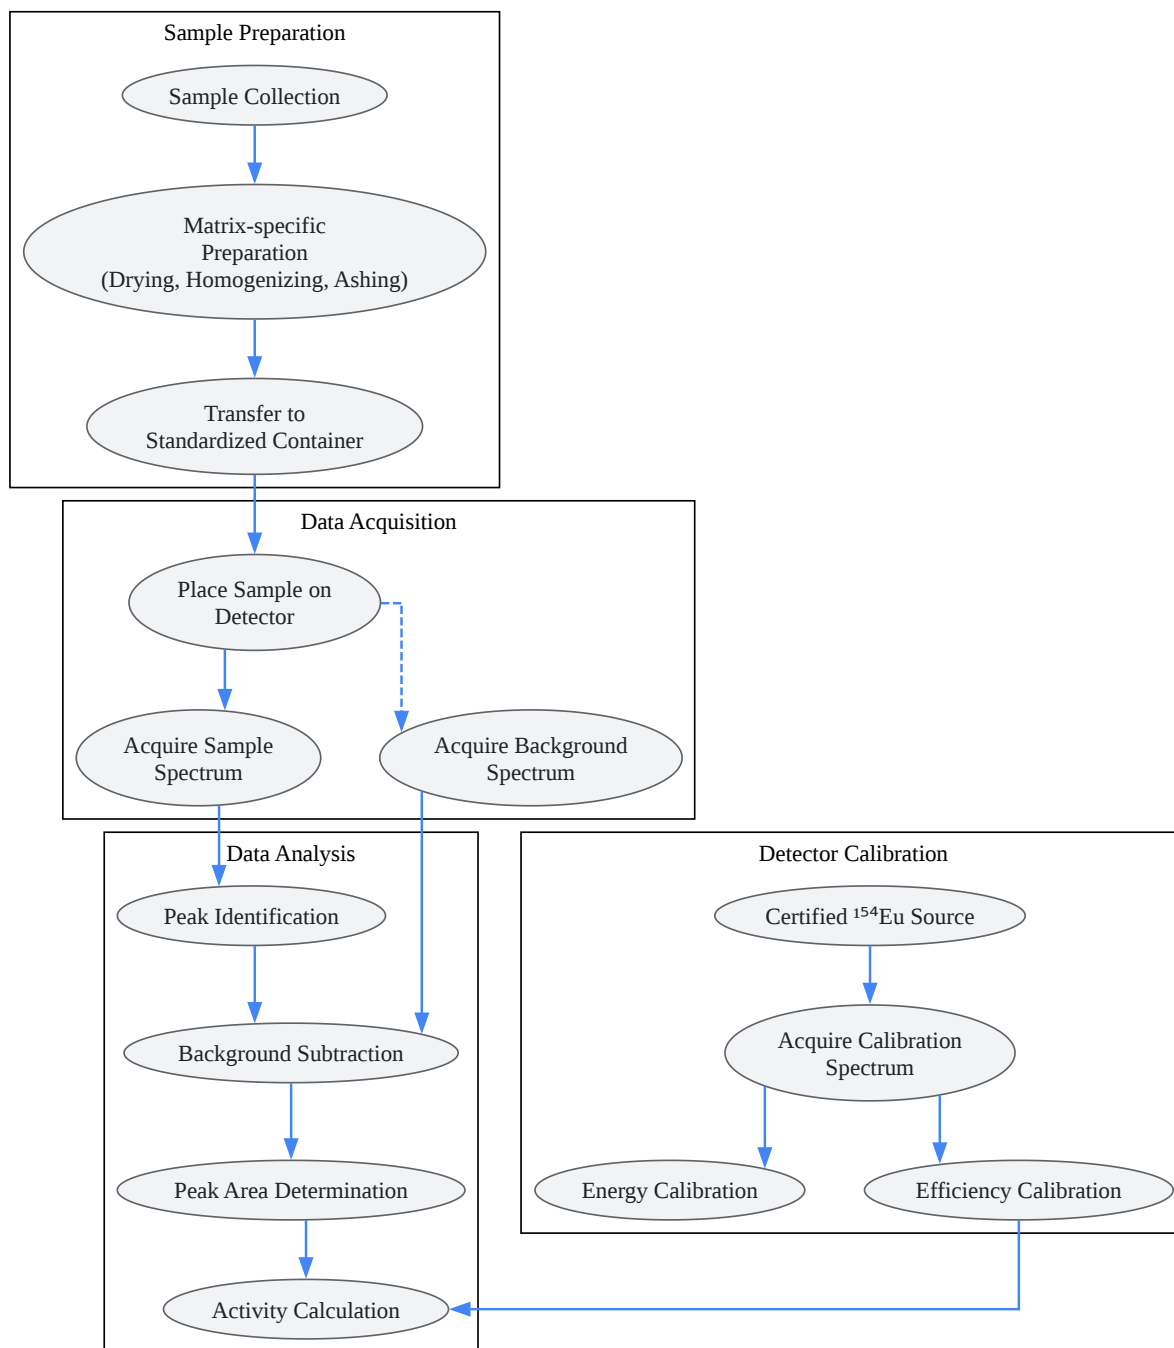 Sample Preparation
Sample Collection
Matrix-specific
Preparation
(Drying, Homogenizing, Ashing)
Transfer to
Standardized Container
Data Acquisition
Place Sample on
Detector
Acquire Sample
Spectrum
Acquire Background
Spectrum
Data Analysis
Peak Identification
Background Subtraction
Peak Area Determination
Activity Calculation
Detector Calibration
Certified ¹⁵⁴Eu Source
Acquire Calibration
Spectrum
Energy Calibration
Efficiency Calibration